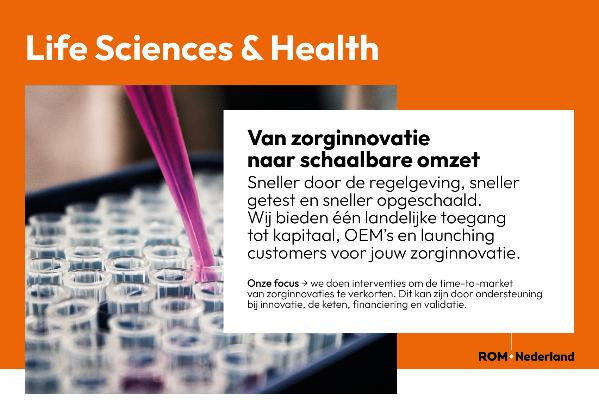 Life Sciences & Health
Van zorginnovatie
naar schaalbare omzet
Sneller door de regelgeving, sneller
getest en sneller opgeschaald.
Wij bieden één landelijke toegang
tot kapitaal, OEM's en launching
customers voor jouw zorginnovatie.
Onze focus → we doen interventies om de time-to-market
van zorginnovaties te verkorten. Dit kan zijn door ondersteuning
bij innovatie, de keten, financiering en validatie.
ROM Nederland